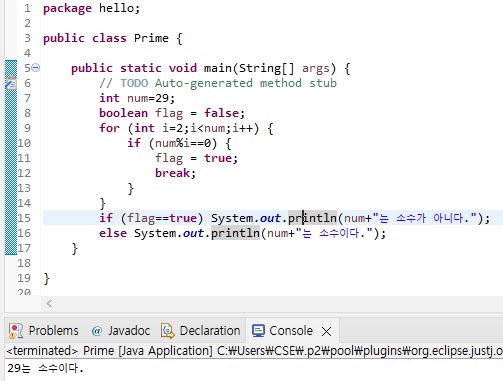 1 package hello;
2
3 public class Prime {
4
5 public static void main(String[] args) {
6 // TODO Auto-generated method stub
7 int num=29;
8 boolean flag = false;
9 for (int i=2;i<num;i++) {
10 if (num%i==0) {
11 flag = true;
12 break;
13 }
14 }
15 if (flag==true) System.out.println(num+"는 소수가 아니다.");
16 else System.out.println(num+"는 소수이다.");
17 }
18
19 }
20
Problems @ Javadoc Declaration Console
<terminated> Prime [Java Application] C:₩Users₩CSE₩.p2₩pool₩plugins₩org.eclipse.justj.o
29는 소수이다.